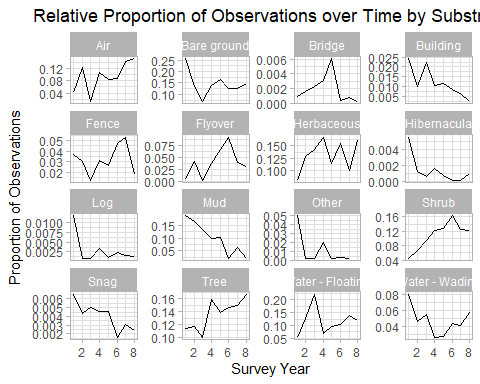 Relative Proportion of Observations over Time by Substr
Air Bare ground Bridge Building
0.12 0.08 0.04 0.25 0.20 0.15 0.10 0.006 0.004 0.002 0.000 0.025 0.020 0.015 0.010 0.005
Fence Flyover Herbaceous Hibernacula
0.05 0.04 0.03 0.02 0.075 0.050 0.025 0.000 0.150 0.125 0.100 0.004 0.002 0.000
Log Mud Other Shrub
0.0100 0.0075 0.0050 0.0025 0.15 0.10 0.05 0.05 0.04 0.03 0.02 0.01 0.00 0.16 0.12 0.08 0.04
Snag Tree ater - Floatin ater - Wadin
0.006 0.005 0.004 0.003 0.002 0.16 0.14 0.12 0.10 0.20 0.15 0.10 0.05 0.08 0.06 0.04
2 4 6 8 2 4 6 8 2 4 6 8 2 4 6 8
Survey Year
Proportion of Observations